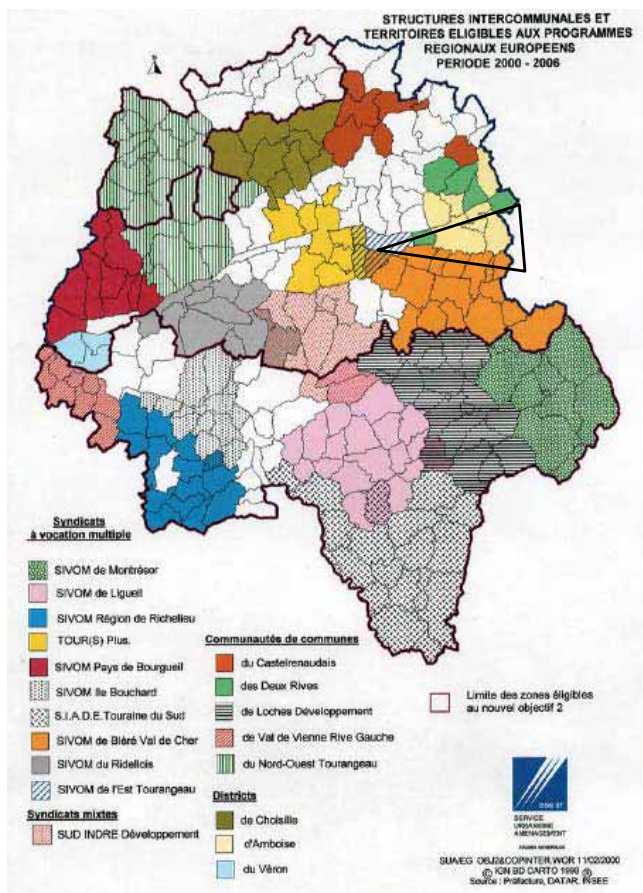 STRUCTURES INTERCOMMUNALES ET
TERRITOIRES ELIGIBLES AUX PROGRAMMES
REGIONAUX EUROPEENS
PERIODE 2000 - 2006
Syndicats
à vocation multiple
SIVOM de Montrésor
SIVOM de Ligueil
SIVOM Région de Richelieu
TOUR(S) Plus.
SIVOM Pays de Bourgueil
SIVOM Ile Bouchard
S.I.A.D.E.Touraine du Sud
SIVOM de Bléré Val de Cher
SIVOM du Ridellois
SIVOM de l'Est Tourangeau
Syndicats mixtes
SUD INDRE Développement
Communautés de communes
du Castelrenaudais
des Deux Rives
de Loches Développement
de Val de Vienne Rive Gauche
du Nord-Ouest Tourangeau
Districts
de Choisille
d'Amboise
du Véron
Limite des zones éligibles
au nouvel objectif 2
SERVICE
URBANISME
AMENAGEMENT
SUA/EG OBJ2&COPINTER.WOR 11/02/2000
© IGN BD CARTO 1998 ®
Source : Préfecture, DATAR, INSEE